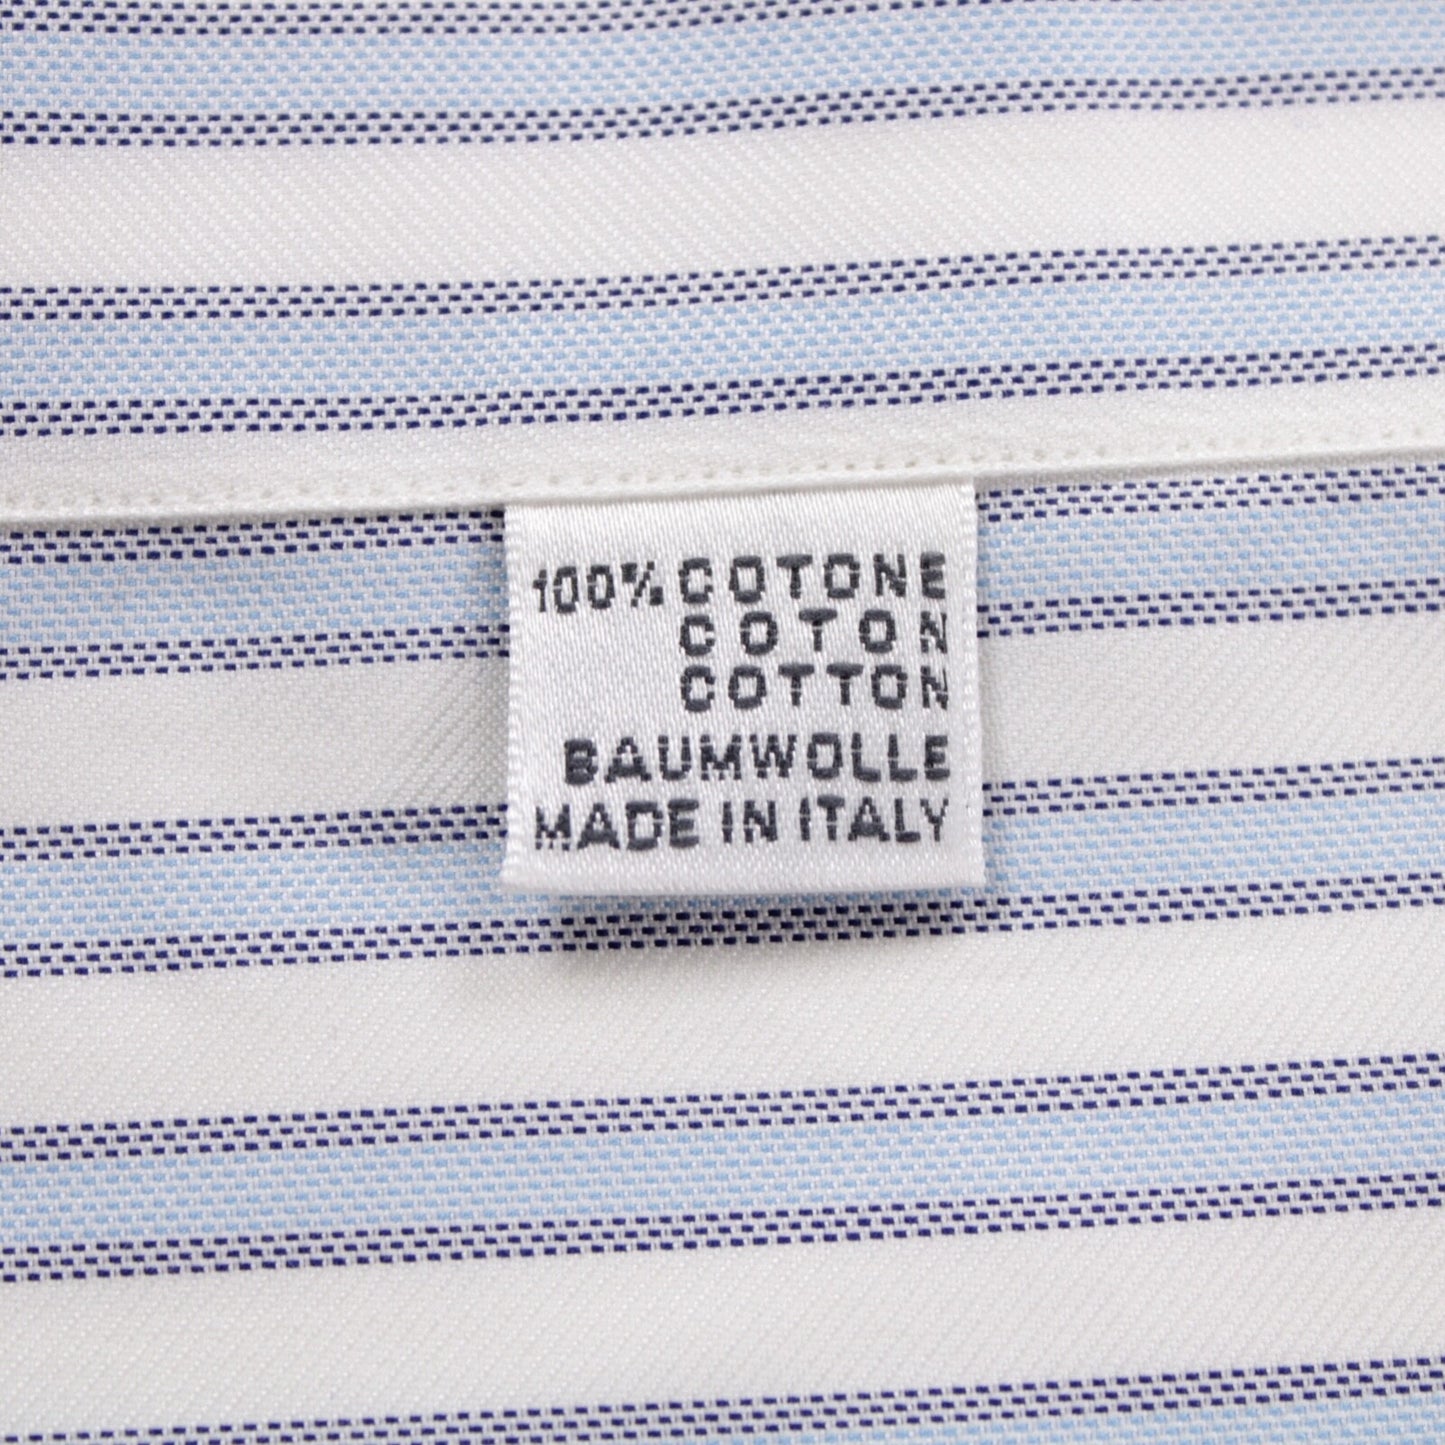 100% COTONE
COTON
COTTON
BAUMWOLLE
MADE IN ITALY